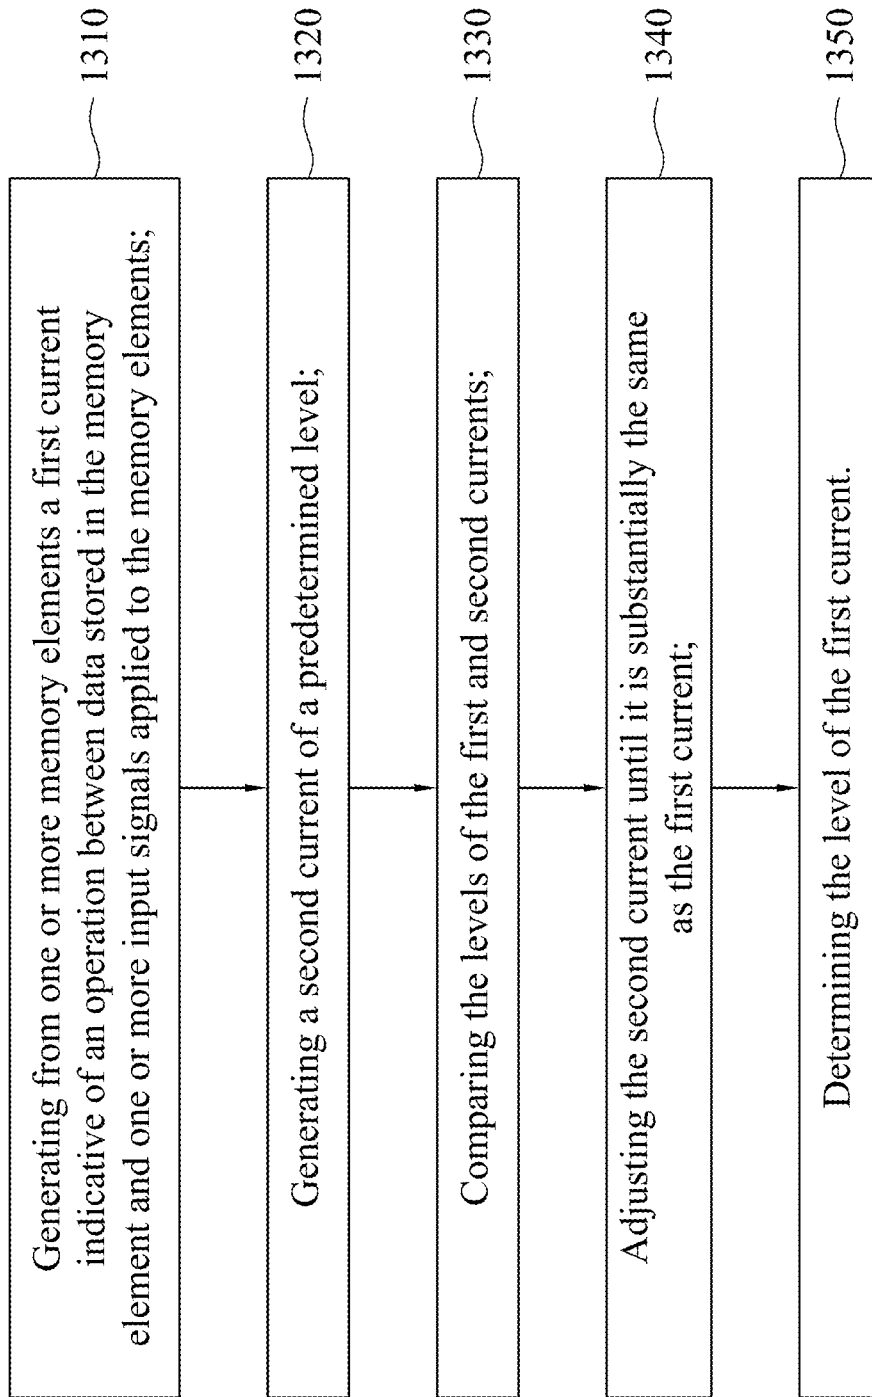 Generating from one or more memory elements a first current
indicative of an operation between data stored in the memory
element and one or more input signals applied to the memory elements;
1310
Generating a second current of a predetermined level;
1320
Comparing the levels of the first and second currents;
1330
Adjusting the second current until it is substantially the same
as the first current;
1340
Determining the level of the first current.
1350